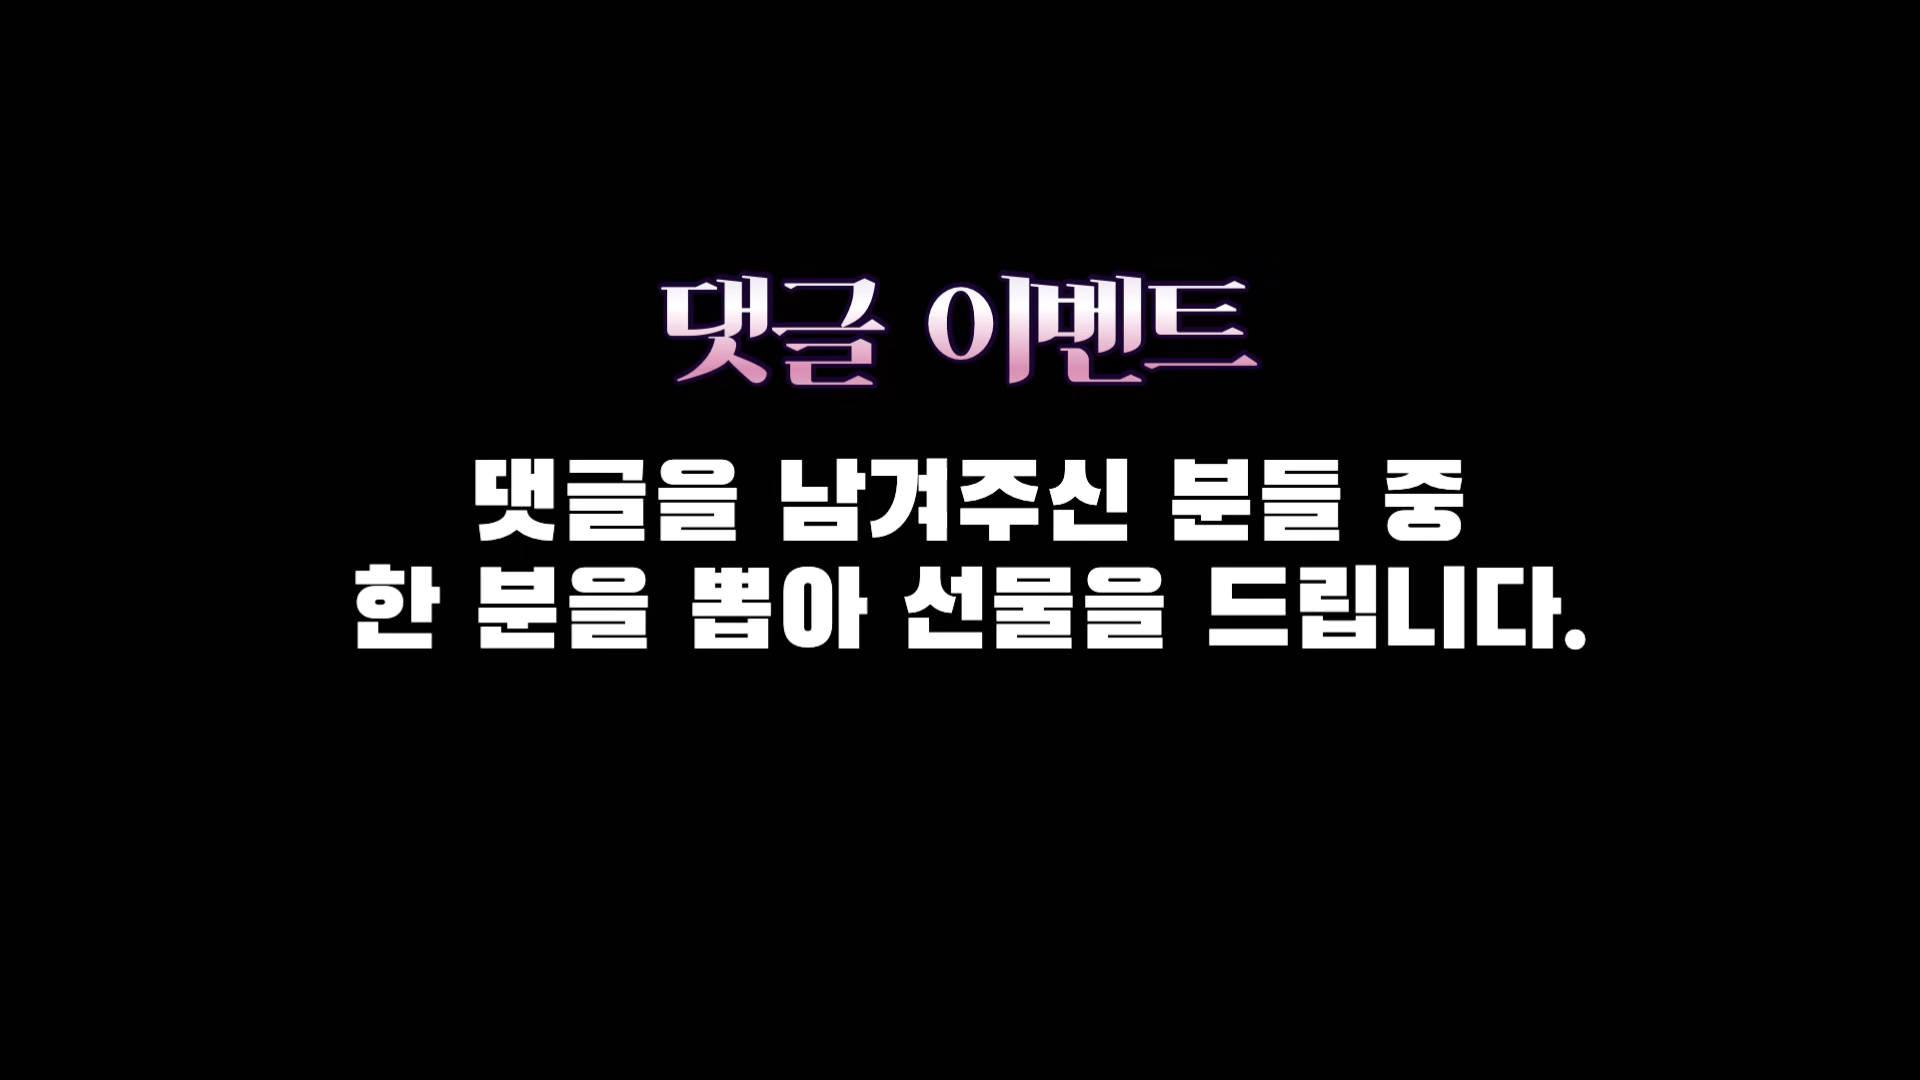 댓글 이벤트
댓글을 남겨주신 분들 중
한 분을 뽑아 선물을 드립니다.